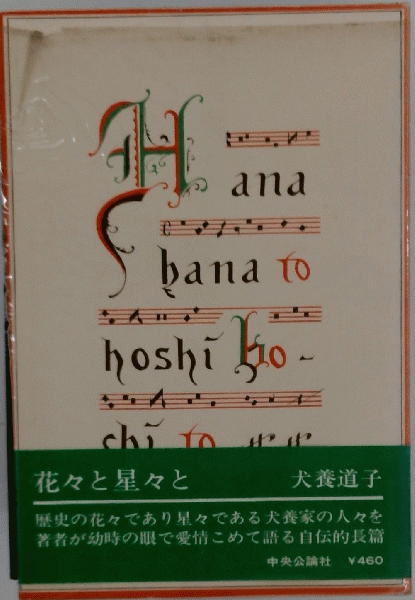 Hana
hana to
hoshi ho-
shi to
花々と星々と 犬養道子
歴史の花々であり星々である犬養家の人々を
著者が幼時の眼で愛情こめて語る自伝的長篇
中央公論社 ¥460